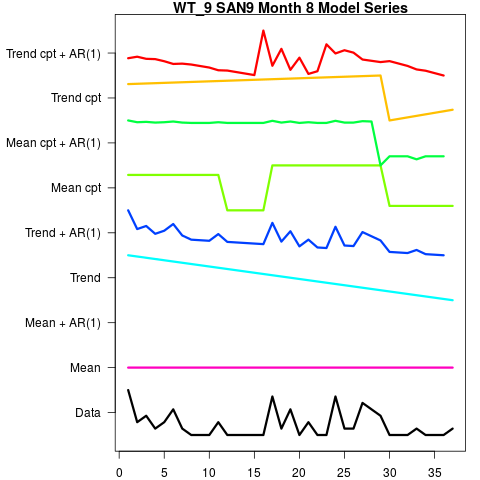 WT_9 SAN9 Month 8 Model Series
Trend cpt + AR(1)
Trend cpt
Mean cpt + AR(1)
Mean cpt
Trend + AR(1)
Trend
Mean + AR(1)
Mean
Data
0 5 10 15 20 25 30 35